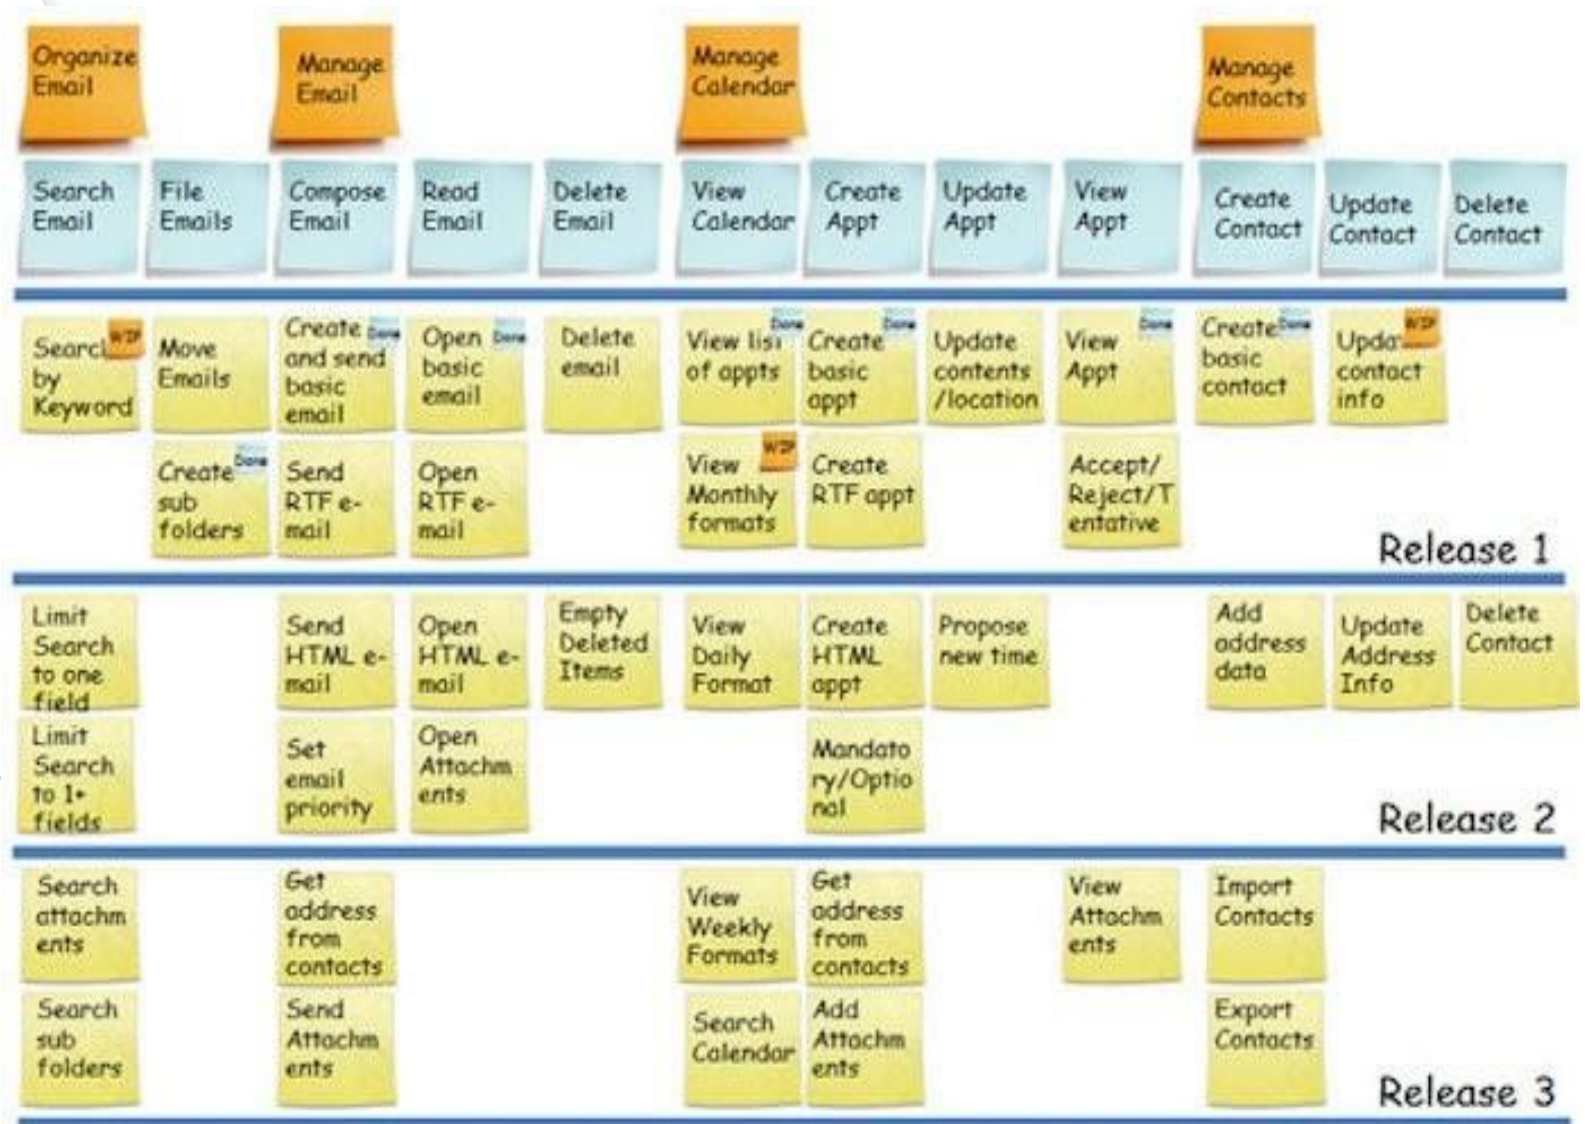 Organize
Email
Manage
Email
Manage
Calendar
Manage
Contacts
Search
Email
File
Emails
Compose
Email
Read
Email
Delete
Email
View
Calendar
Create
Appt
Update
Appt
View
Appt
Create
Contact
Update
Contact
Delete
Contact
Searc
WIP
by
Keyword
Move
Emails
Create
Done
and send
basic
email
Open
Done
basic
email
Delete
email
Done
View list
of appts
Done
Create
basic
appt
Update
contents
/location
Done
View
Appt
Create
Done
basic
contact
WIP
Upda
contact
info
Create
Done
sub
folders
Send
RTF e-
mail
Open
RTF e-
mail
WIP
View
Monthly
formats
Create
RTF appt
Accept/
Reject/T
entative
Release 1
Limit
Search
to one
field
Send
HTML e-
mail
Open
HTML e-
mail
Empty
Deleted
Items
View
Daily
Format
Create
HTML
appt
Propose
new time
Add
address
data
Update
Address
Info
Delete
Contact
Limit
Search
to 1+
fields
Set
email
priority
Open
Attachm
ents
Mandato
ry/Optio
nal
Release 2
Search
attachm
ents
Get
address
from
contacts
View
Weekly
Formats
Get
address
from
contacts
View
Attachm
ents
Import
Contacts
Search
sub
folders
Send
Attachm
ents
Search
Calendar
Add
Attachm
ents
Export
Contacts
Release 3